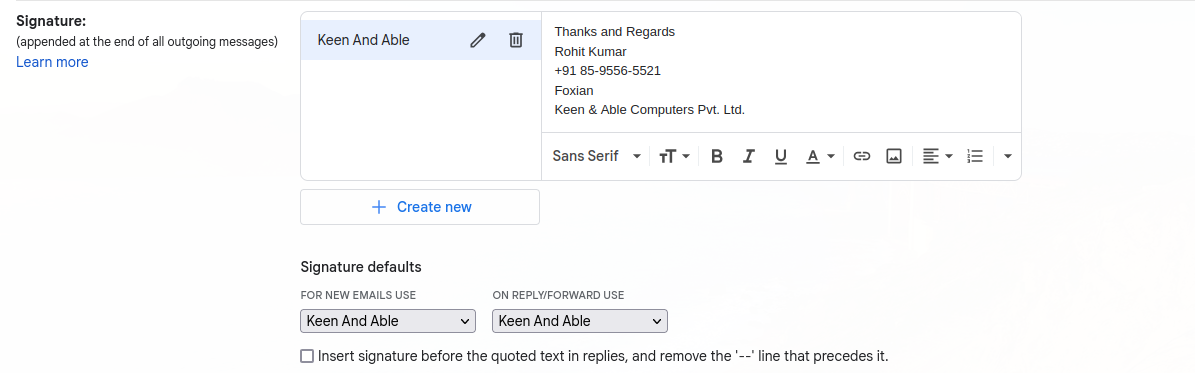 Signature:
(appended at the end of all outgoing messages)
Learn more
Keen And Able
Thanks and Regards
Rohit Kumar
+91 85-9556-5521
Foxian
Keen & Able Computers Pvt. Ltd.
Sans Serif
Create new
Signature defaults
FOR NEW EMAILS USE
ON REPLY/FORWARD USE
Keen And Able
Keen And Able
Insert signature before the quoted text in replies, and remove the '--' line that precedes it.